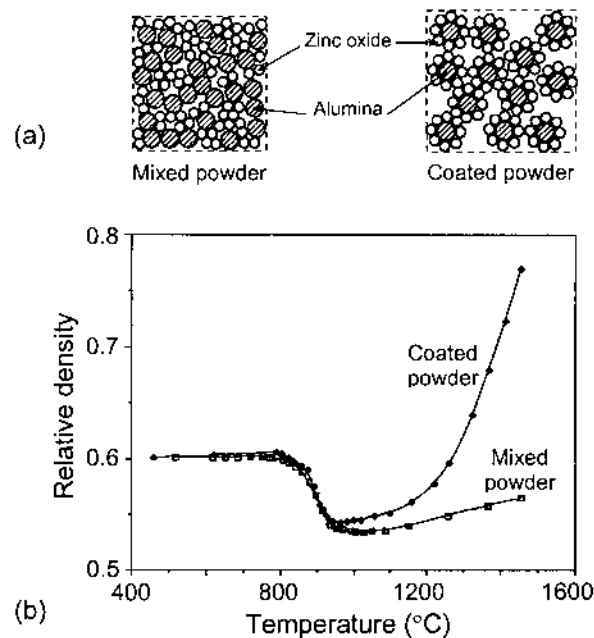 (a)
Zinc oxide
Alumina
Mixed powder
Coated powder
(b)
Relative density
0.8
0.7
0.6
0.5
Coated
powder
Mixed
powder
400
800
1200
1600
Temperature (°C)